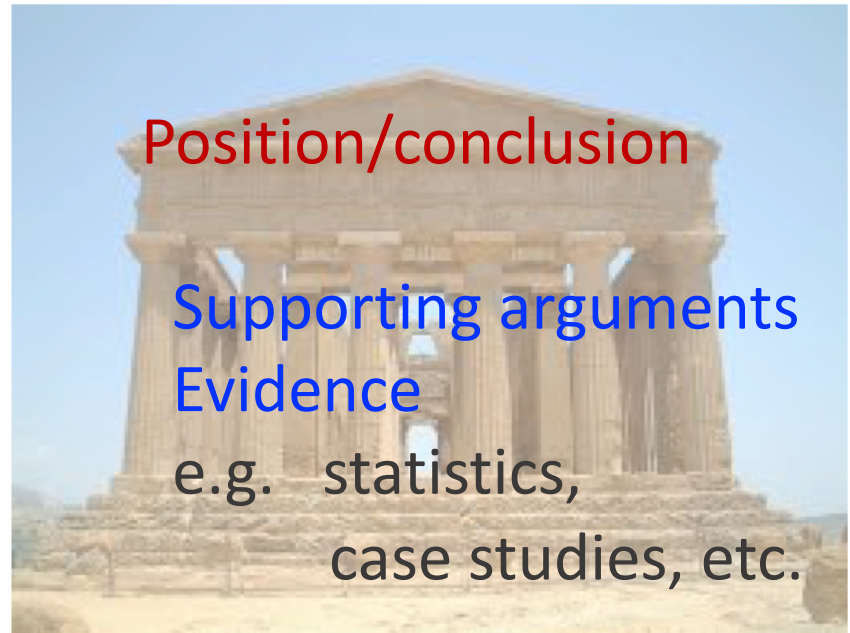 Position/conclusion
Supporting arguments
Evidence
e.g. statistics,
case studies, etc.